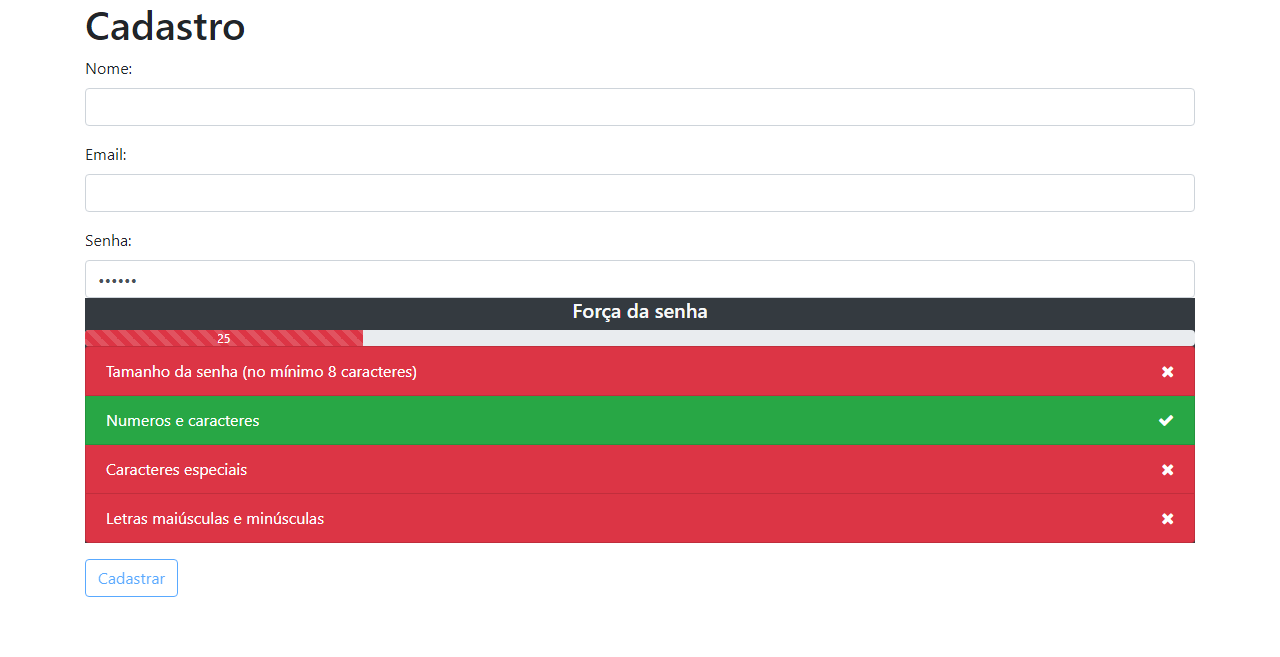 Cadastro
Nome:
Email:
Senha:
••••••
Força da senha
25
Tamanho da senha (no mínimo 8 caracteres)
Numeros e caracteres
Caracteres especiais
Letras maiúsculas e minúsculas
Cadastrar